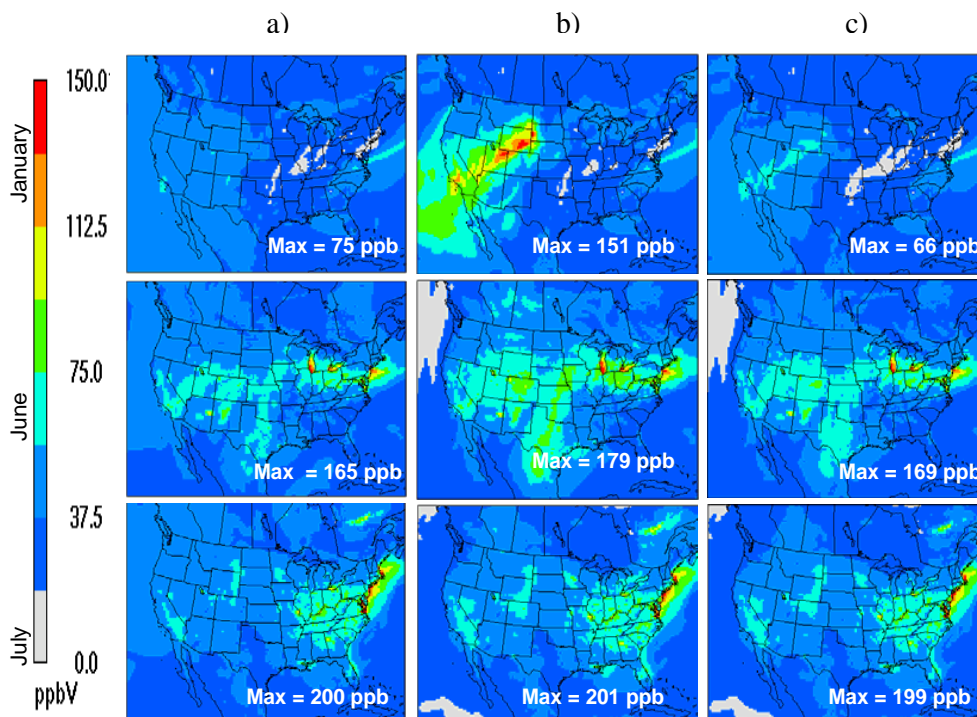 a) b) c)
January
150.0
Max = 75 ppb
Max = 151 ppb
Max = 66 ppb
112.5
June
75.0
Max = 165 ppb
Max = 179 ppb
Max = 169 ppb
37.5
July
0.0
ppbV
Max = 200 ppb
Max = 201 ppb
Max = 199 ppb